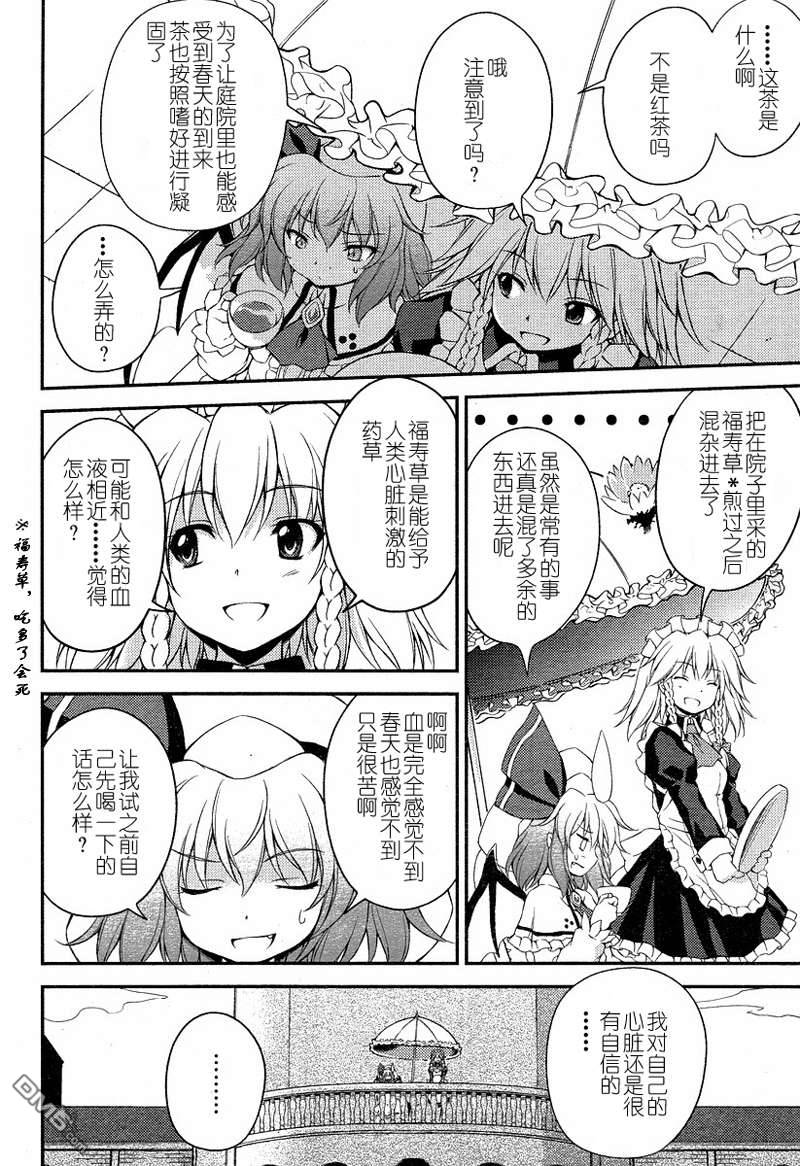 ……这茶是
什么啊
不是红茶吗
哦
注意到了吗？
为了让庭院里也能感
受到春天的到来
茶也按照嗜好进行凝
固了
…怎么弄的？
把在院子里采的
福寿草*煎过之后
混杂进去了
虽然是常有的事
还真是混了多余的
东西进去呢
福寿草是能给予
人类心脏刺激的
药草
可能和人类的血
液相近……觉得
怎么样？
※福寿草，吃多了会死
啊啊
血是完全感觉不到
春天也感觉不到
只是很苦啊
让我试之前自
己先喝一下的
话怎么样？
我对自己的
心脏还是很
有自信的
……
……
DM5.com